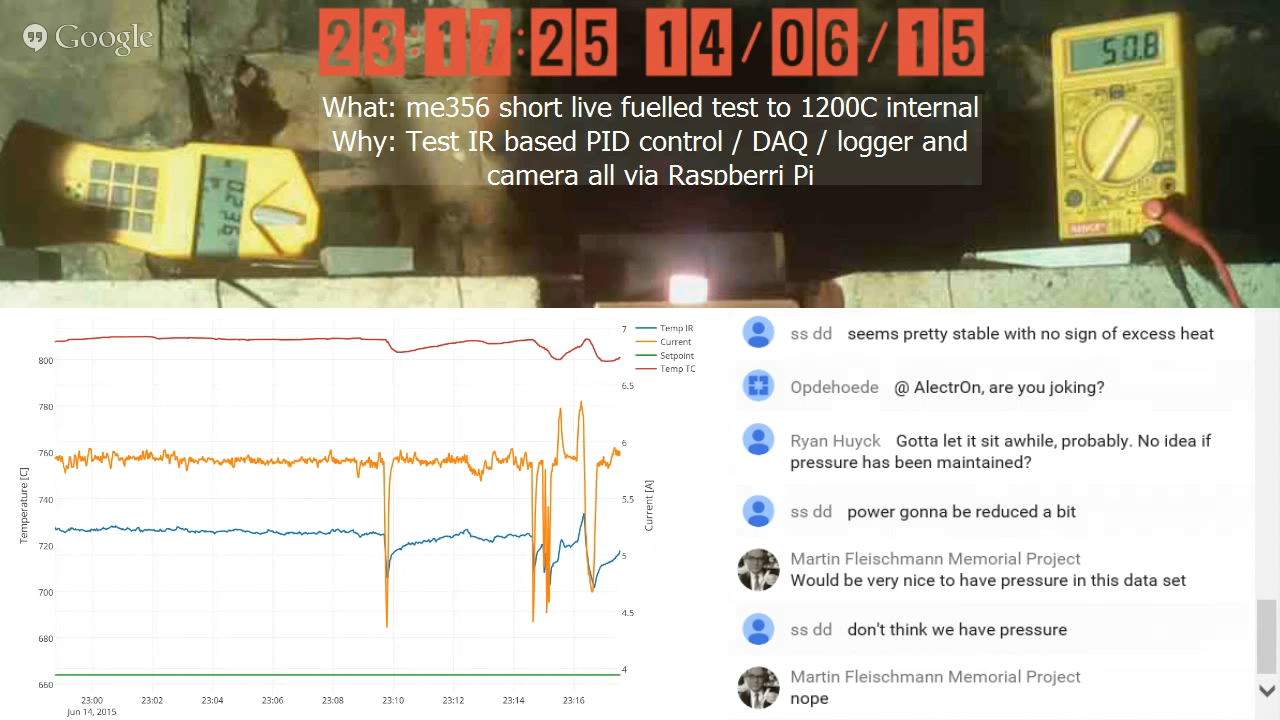 Google
23:17:25 14/06/15
What: me356 short live fuelled test to 1200C internal
Why: Test IR based PID control / DAQ / logger and
camera all via Raspberri Pi
50.8
Temp IR
Current
Setpoint
Temp TC
Temperature [C]
800
780
760
740
720
700
680
660
7
6.5
6
5.5
5
4.5
4
Current [A]
23:00
23:02
23:04
23:06
23:08
23:10
23:12
23:14
23:16
Jun 14, 2015
ss dd seems pretty stable with no sign of excess heat
Opdehoede @ AlectrOn, are you joking?
Ryan Huyck Gotta let it sit awhile, probably. No idea if
pressure has been maintained?
ss dd power gonna be reduced a bit
Martin Fleischmann Memorial Project
Would be very nice to have pressure in this data set
ss dd don't think we have pressure
Martin Fleischmann Memorial Project
nope